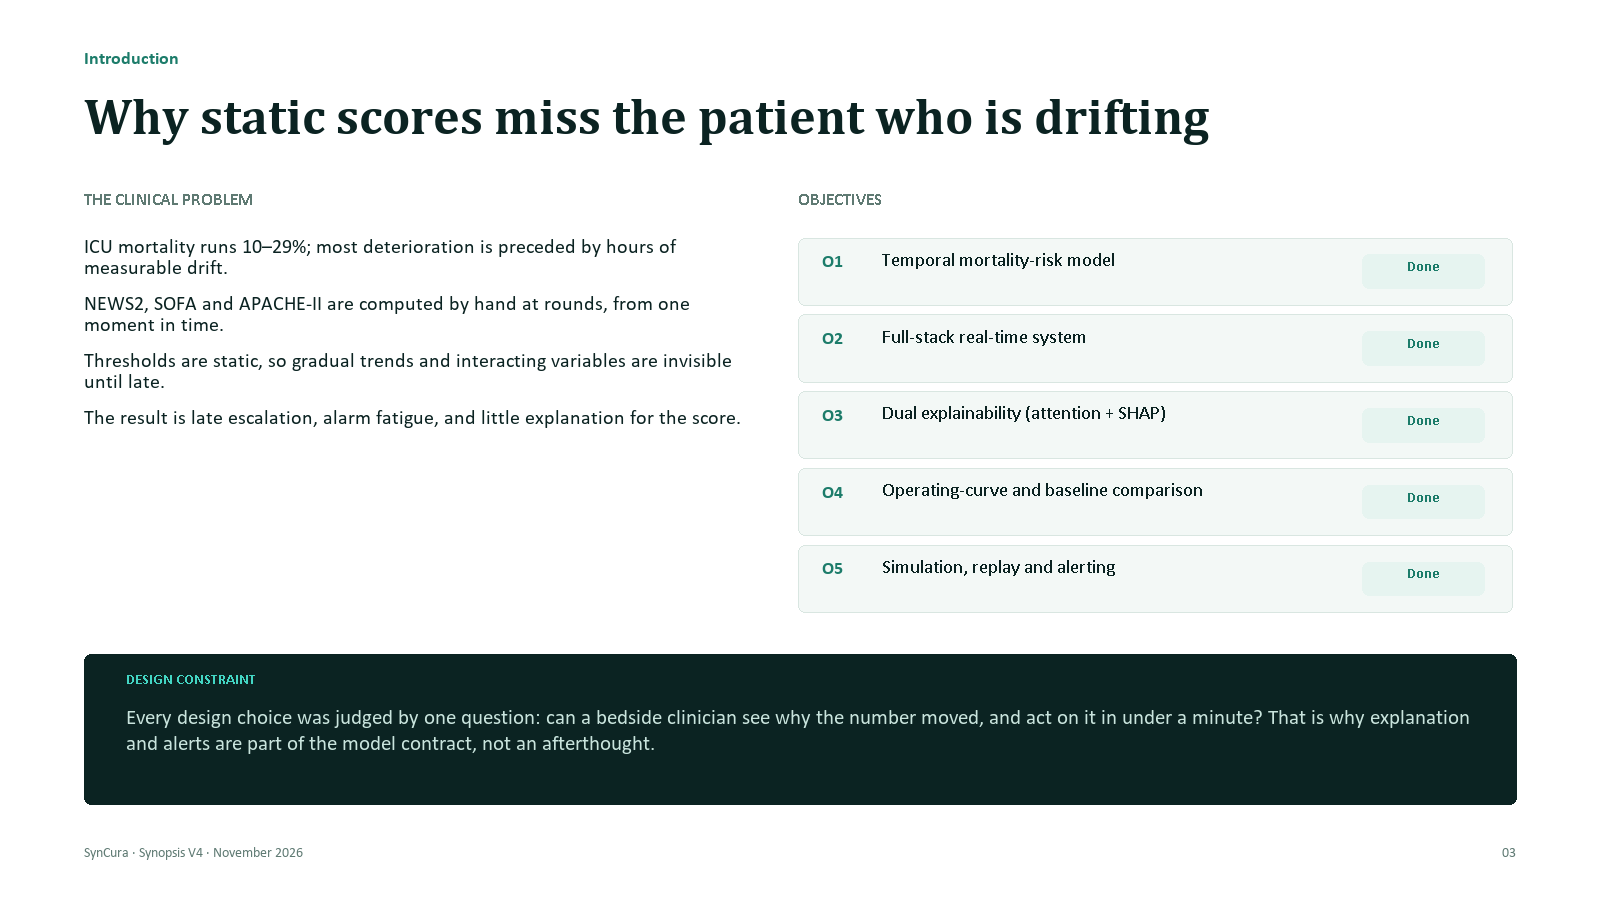 Introduction
Why static scores miss the patient who is drifting
THE CLINICAL PROBLEM
ICU mortality runs 10–29%; most deterioration is preceded by hours of
measurable drift.
NEWS2, SOFA and APACHE-II are computed by hand at rounds, from one
moment in time.
Thresholds are static, so gradual trends and interacting variables are invisible
until late.
The result is late escalation, alarm fatigue, and little explanation for the score.
OBJECTIVES
O1 Temporal mortality-risk model Done
O2 Full-stack real-time system Done
O3 Dual explainability (attention + SHAP) Done
O4 Operating-curve and baseline comparison Done
O5 Simulation, replay and alerting Done
DESIGN CONSTRAINT
Every design choice was judged by one question: can a bedside clinician see why the number moved, and act on it in under a minute? That is why explanation
and alerts are part of the model contract, not an afterthought.
SynCura · Synopsis V4 · November 2026 03